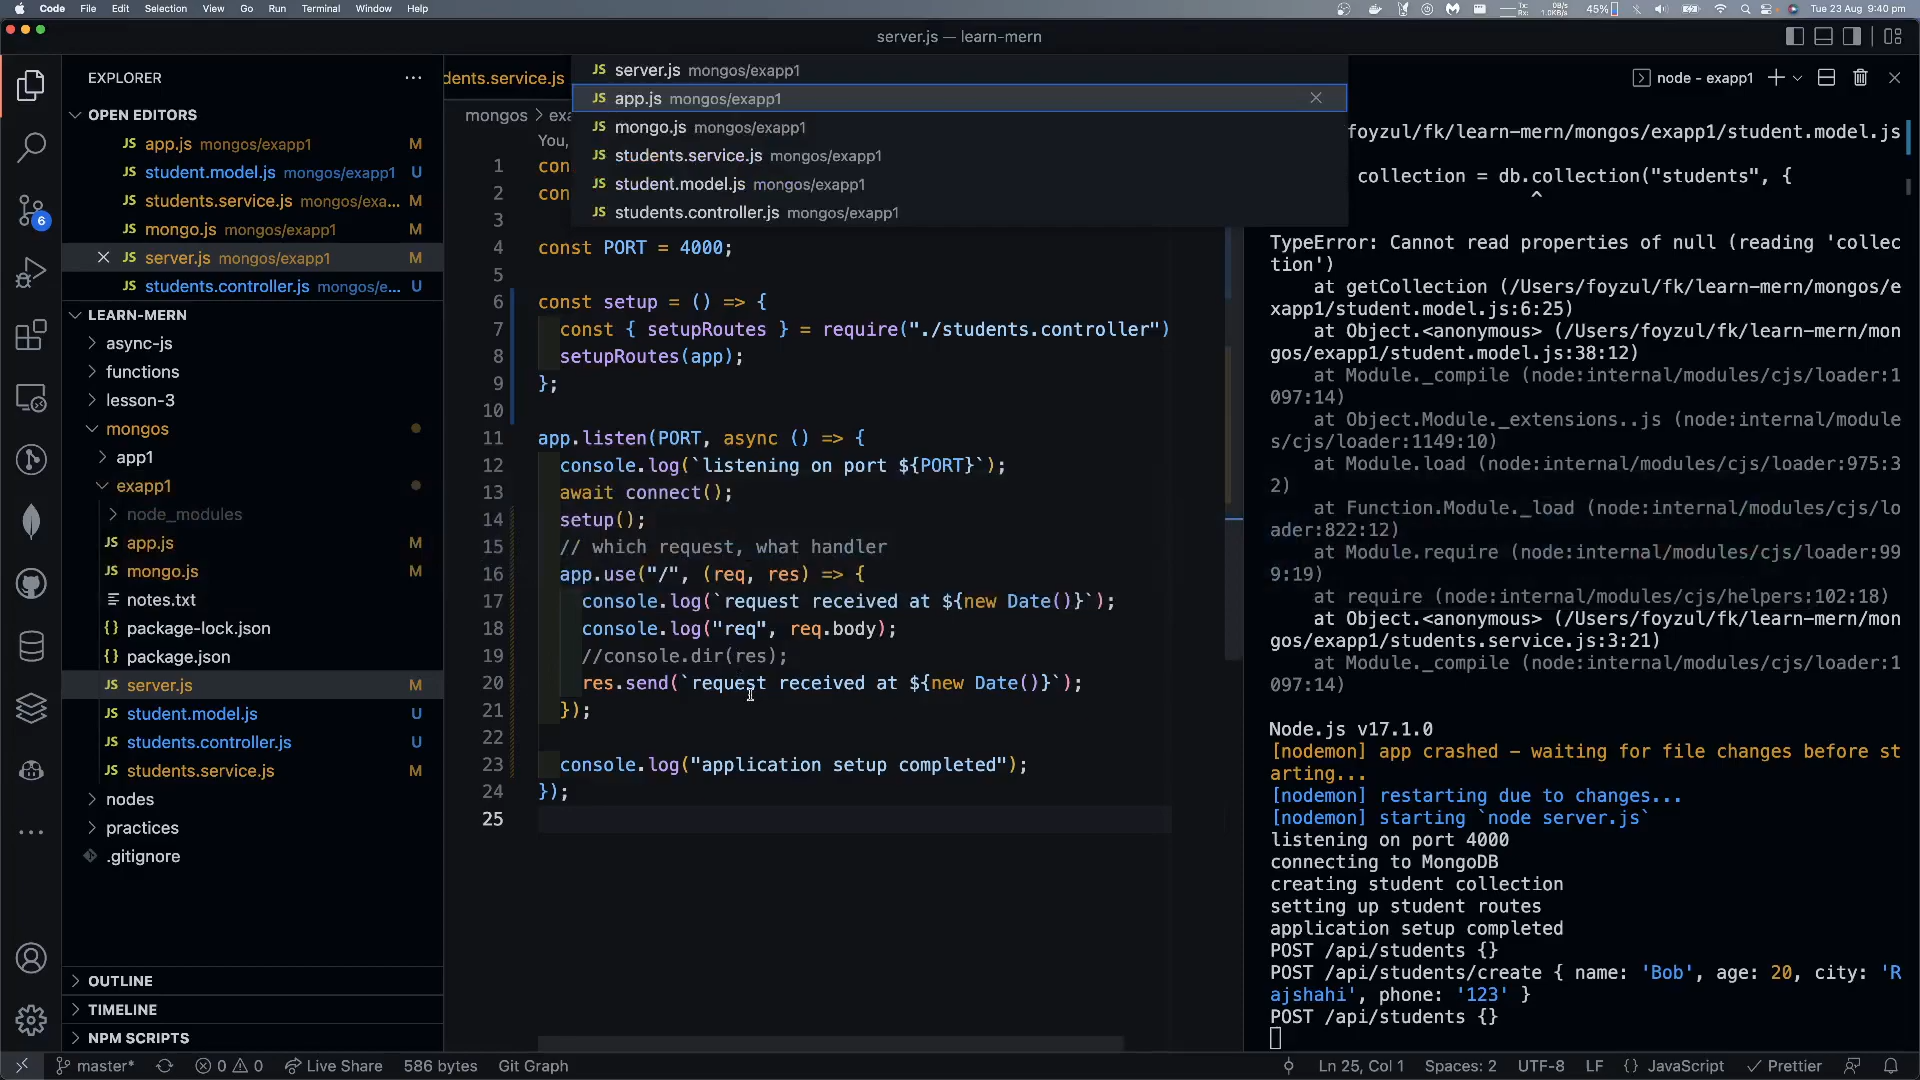 Code File Edit Selection View Go Run Terminal Window Help
45% Tue 23 Aug 9:40 pm
server.js — learn-mern
EXPLORER
OPEN EDITORS
app.js mongos/exapp1 M
student.model.js mongos/exapp1 U
students.service.js mongos/exa... M
mongo.js mongos/exapp1 M
server.js mongos/exapp1 M
students.controller.js mongos/e... U
LEARN-MERN
async-js
functions
lesson-3
mongos
app1
exapp1
node_modules
app.js M
mongo.js M
notes.txt
package-lock.json
package.json
server.js M
student.model.js U
students.controller.js U
students.service.js M
nodes
practices
.gitignore
OUTLINE
TIMELINE
NPM SCRIPTS
6
dents.service.js
server.js mongos/exapp1
app.js mongos/exapp1
mongo.js mongos/exapp1
students.service.js mongos/exapp1
student.model.js mongos/exapp1
students.controller.js mongos/exapp1
mongos > exa
You,
1 con
2 con
3
4 const PORT = 4000;
5
6 const setup = () => {
7 const { setupRoutes } = require("./students.controller")
8 setupRoutes(app);
9 };
10
11 app.listen(PORT, async () => {
12 console.log(`listening on port ${PORT}`);
13 await connect();
14 setup();
15 // which request, what handler
16 app.use("/", (req, res) => {
17 console.log(`request received at ${new Date()}`);
18 console.log("req", req.body);
19 //console.dir(res);
20 res.send(`request received at ${new Date()}`);
21 });
22
23 console.log("application setup completed");
24 });
25
node - exapp1
foyzul/fk/learn-mern/mongos/exapp1/student.model.js
collection = db.collection("students", {
^
TypeError: Cannot read properties of null (reading 'collec
tion')
at getCollection (/Users/foyzul/fk/learn-mern/mongos/e
xapp1/student.model.js:6:25)
at Object.<anonymous> (/Users/foyzul/fk/learn-mern/mon
gos/exapp1/student.model.js:38:12)
at Module._compile (node:internal/modules/cjs/loader:1
097:14)
at Object.Module._extensions..js (node:internal/module
s/cjs/loader:1149:10)
at Module.load (node:internal/modules/cjs/loader:975:3
2)
at Function.Module._load (node:internal/modules/cjs/lo
ader:822:12)
at Module.require (node:internal/modules/cjs/loader:99
9:19)
at require (node:internal/modules/cjs/helpers:102:18)
at Object.<anonymous> (/Users/foyzul/fk/learn-mern/mon
gos/exapp1/students.service.js:3:21)
at Module._compile (node:internal/modules/cjs/loader:1
097:14)
Node.js v17.1.0
[nodemon] app crashed - waiting for file changes before st
arting...
[nodemon] restarting due to changes...
[nodemon] starting `node server.js`
listening on port 4000
connecting to MongoDB
creating student collection
setting up student routes
application setup completed
POST /api/students {}
POST /api/students/create { name: 'Bob', age: 20, city: 'R
ajshahi', phone: '123' }
POST /api/students {}
master* 0 0 Live Share 586 bytes Git Graph Ln 25, Col 1 Spaces: 2 UTF-8 LF {} JavaScript Prettier